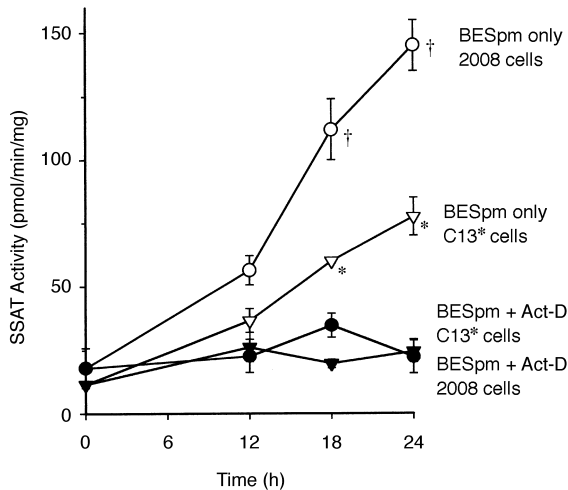 150
100
50
0
SSAT Activity (pmol/min/mg)
0 6 12 18 24
Time (h)
BESpm only
2008 cells
†
†
BESpm only
C13* cells
*
*
BESpm + Act-D
C13* cells
BESpm + Act-D
2008 cells